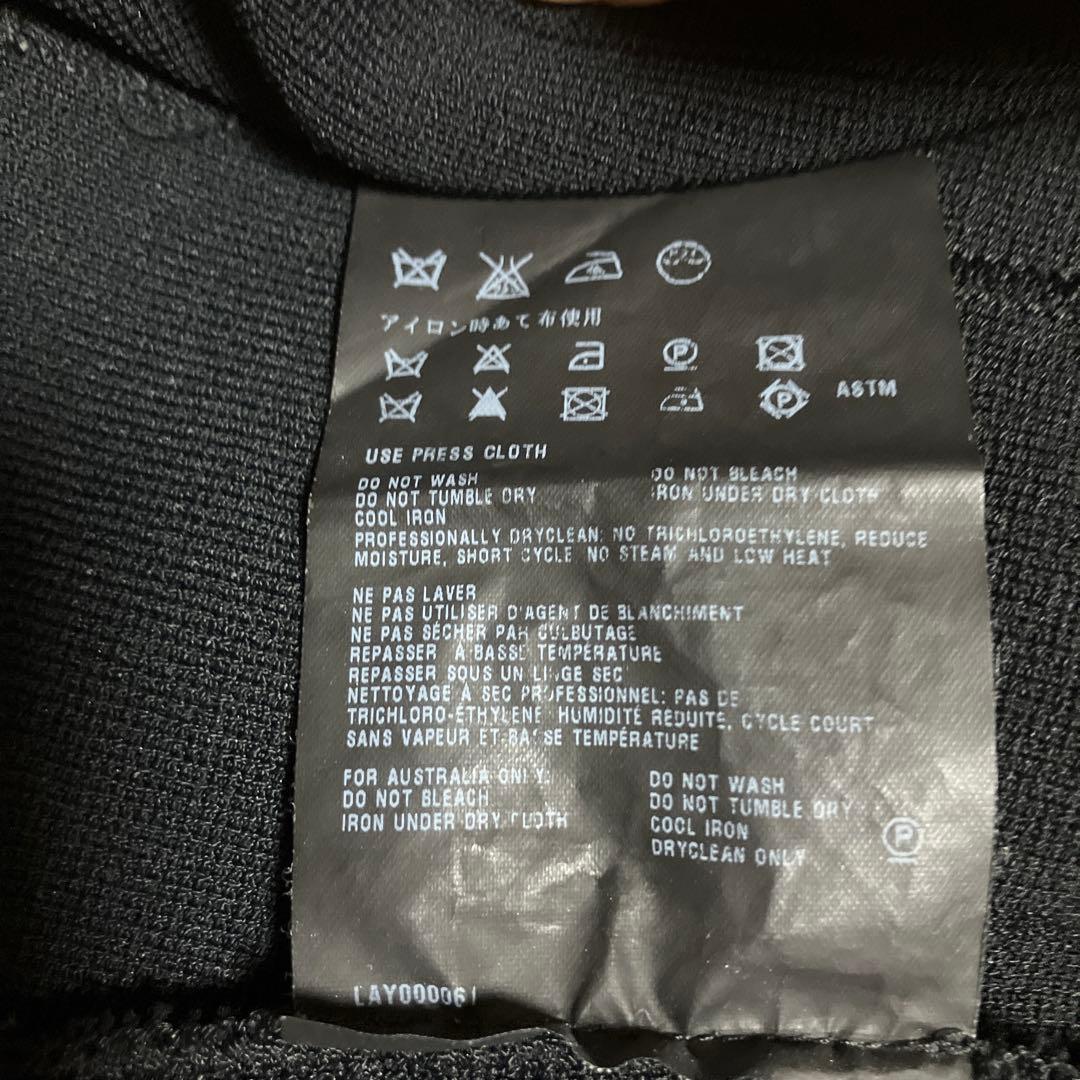 アイロン時あて布使用
P
P ASTM
USE PRESS CLOTH
DO NOT WASH DO NOT BLEACH
DO NOT TUMBLE DRY IRON UNDER DRY CLOTH
COOL IRON
PROFESSIONALLY DRYCLEAN: NO TRICHLOROETHYLENE, REDUCE
MOISTURE, SHORT CYCLE NO STEAM AND LOW HEAT
NE PAS LAVER
NE PAS UTILISER D'AGENT DE BLANCHIMENT
NE PAS SÉCHER PAR CULBUTAGE
REPASSER A BASSE TEMPÉRATURE
REPASSER SOUS UN LINGE SEC
NETTOYAGE À SEC PROFESSIONNEL: PAS DE
TRICHLORO-ÉTHYLÈNE HUMIDITÉ RÉDUITE, CYCLE COURT
SANS VAPEUR ET BASSE TEMPÉRATURE
FOR AUSTRALIA ONLY: DO NOT WASH
DO NOT BLEACH DO NOT TUMBLE DRY
IRON UNDER DRY CLOTH COOL IRON
DRYCLEAN ONLY
P